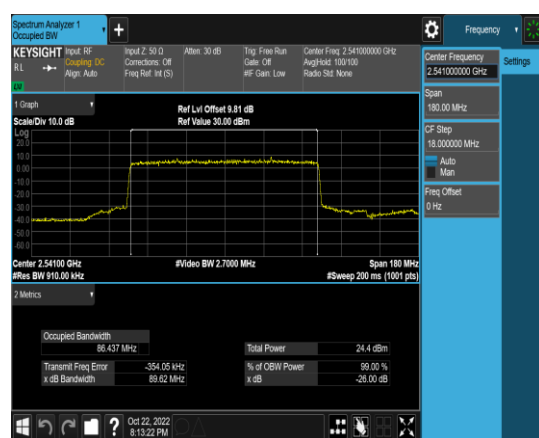 Spectrum Analyzer 1
Occupied BW
+
Frequency
KEYSIGHT
RL
LU
Input: RF
Coupling: DC
Align: Auto
Input Z: 50 Ω
Corrections: Off
Freq Ref: Int (S)
Atten: 30 dB
Trig: Free Run
Gate: Off
#IF Gain: Low
Center Freq: 2.541000000 GHz
Avg|Hold: 100/100
Radio Std: None
Center Frequency
2.541000000 GHz
Settings
Span
180.00 MHz
CF Step
18.000000 MHz
Auto
Man
Freq Offset
0 Hz
1 Graph
Scale/Div 10.0 dB
Ref Lvl Offset 9.81 dB
Ref Value 30.00 dBm
Log
20.0
10.0
0.00
-10.0
-20.0
-30.0
-40.0
-50.0
-60.0
Center 2.54100 GHz
#Video BW 2.7000 MHz
Span 180 MHz
#Res BW 910.00 kHz
#Sweep 200 ms (1001 pts)
2 Metrics
Occupied Bandwidth
86.437 MHz
Total Power 24.4 dBm
Transmit Freq Error -354.05 kHz
% of OBW Power 99.00 %
x dB Bandwidth 89.62 MHz
x dB -26.00 dB
?
Oct 22, 2022
8:13:22 PM